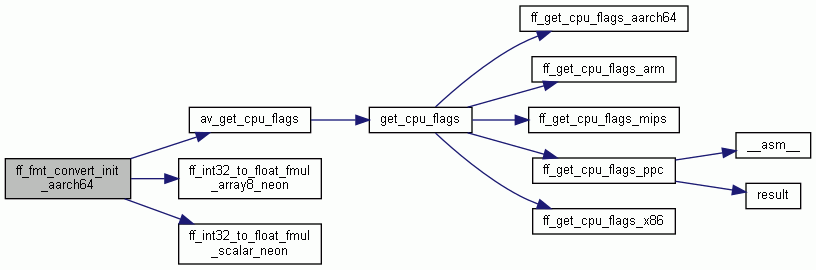 ff_fmt_convert_init
_aarch64
av_get_cpu_flags
ff_int32_to_float_fmul
_array8_neon
ff_int32_to_float_fmul
_scalar_neon
get_cpu_flags
ff_get_cpu_flags_aarch64
ff_get_cpu_flags_arm
ff_get_cpu_flags_mips
ff_get_cpu_flags_ppc
ff_get_cpu_flags_x86
__asm__
result